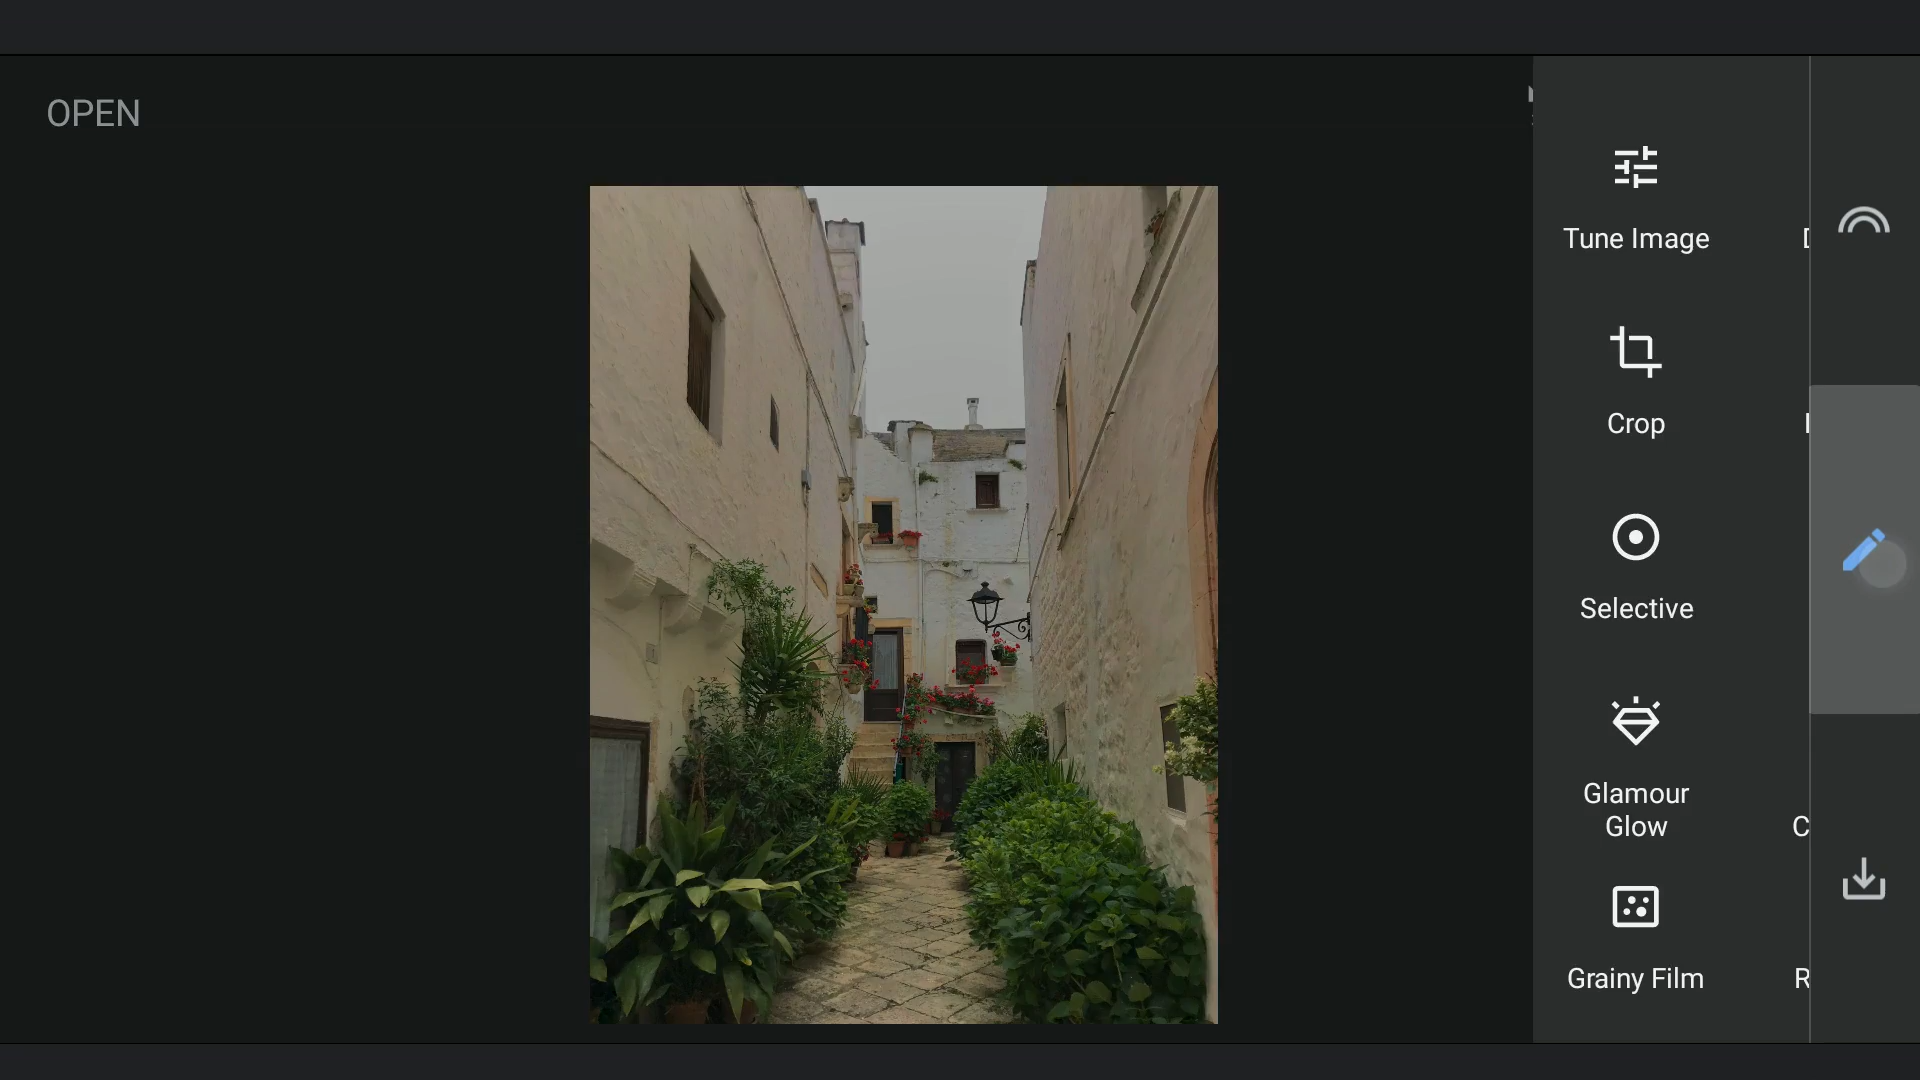 OPEN
Tune Image
Crop
Selective
Glamour
Glow
Grainy Film